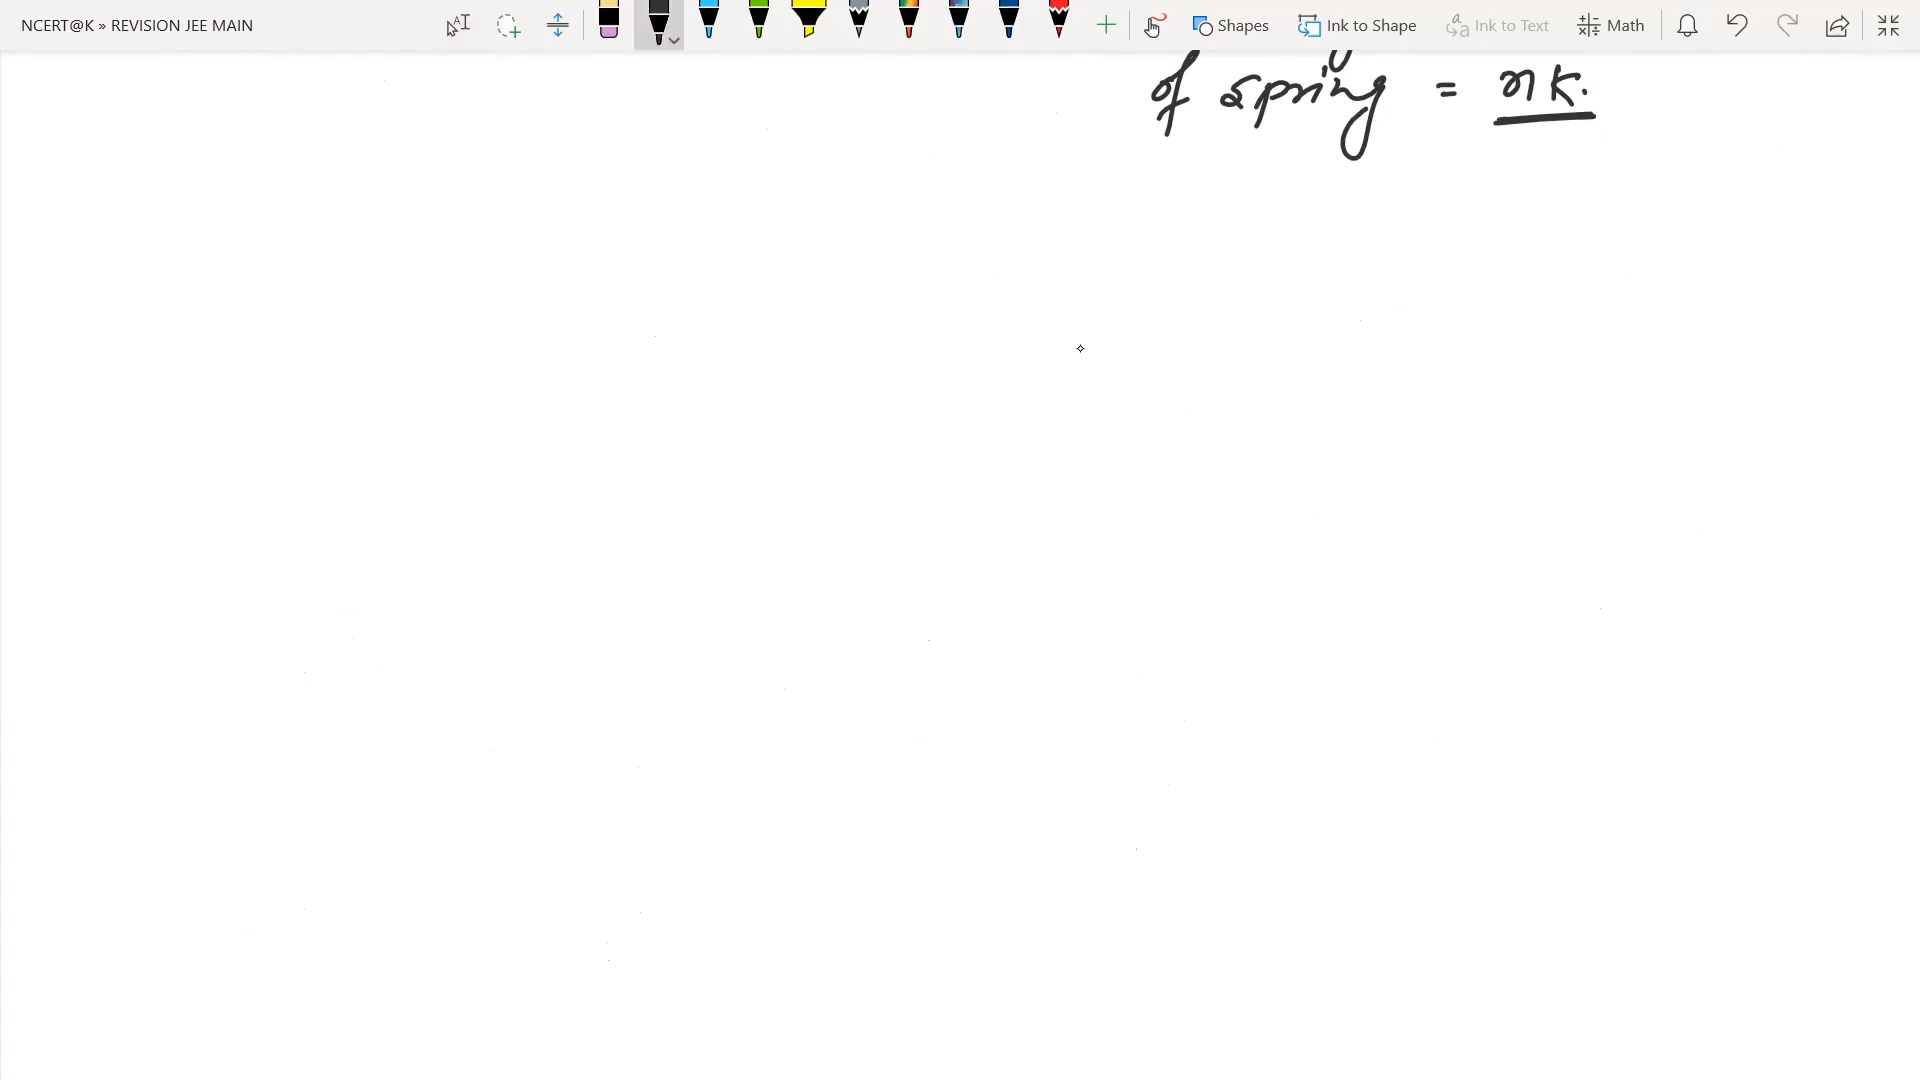 NCERT@K » REVISION JEE MAIN
Shapes
Ink to Shape
Ink to Text
Math
of spring = nk.